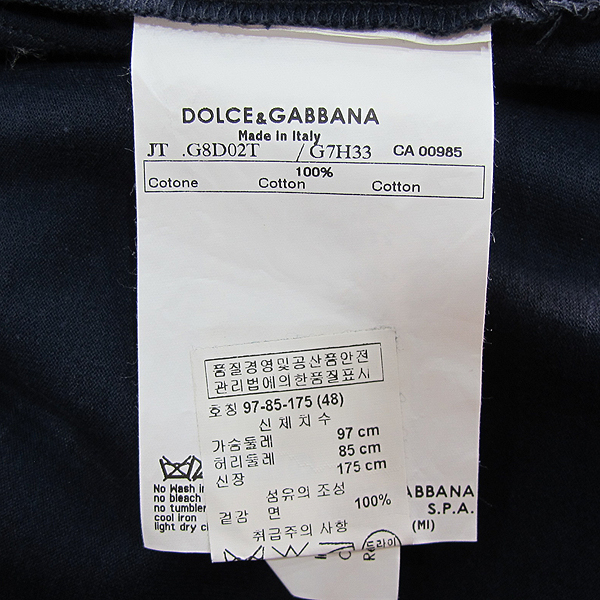 DOLCE&GABBANA
Made in Italy
JT .G8D02T / G7H33 CA 00985
100%
Cotone Cotton Cotton
품질경영및공산품안전
관리법에의한품질표시
호칭 97-85-175 (48)
신체치수
가슴둘레 97 cm
허리둘레 85 cm
신장 175 cm
섬유의 조성
겉감 면 100%
취급주의 사항
드라이
No Wash in
no bleach
no tumbler
cool iron
light dry c
ABBANA
S.P.A.
(MI)